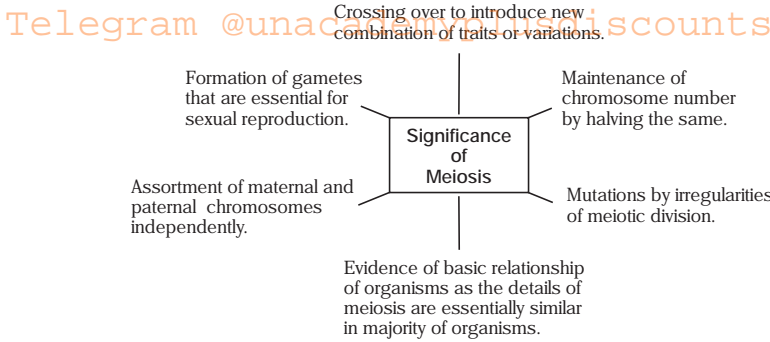 Telegram @unacademyplusdiscounts
Crossing over to introduce new
combination of traits or variations.
Formation of gametes
that are essential for
sexual reproduction.
Maintenance of
chromosome number
by halving the same.
Significance
of
Meiosis
Assortment of maternal and
paternal chromosomes
independently.
Mutations by irregularities
of meiotic division.
Evidence of basic relationship
of organisms as the details of
meiosis are essentially similar
in majority of organisms.